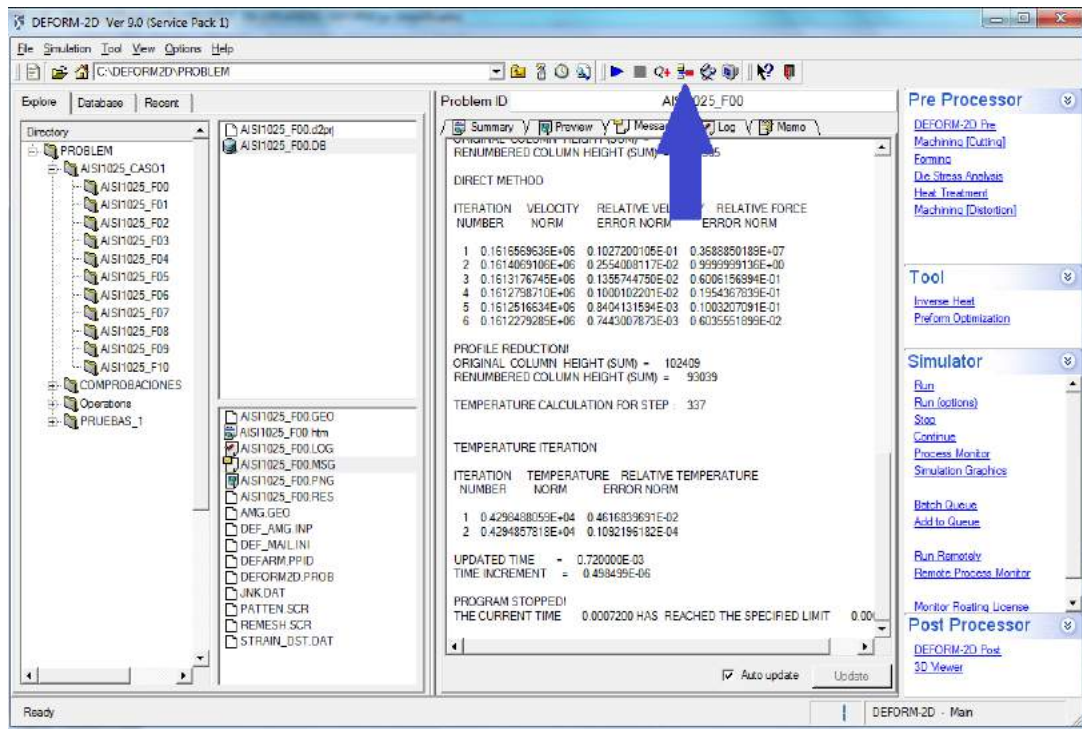 DEFORM-2D Ver 9.0 (Service Pack 1)
File Simulation Tool View Options Help
C:\DEFORM2D\PROBLEM
Explore Database Recent
Directory
PROBLEM
AISI1025_CASO1
AISI1025_F00
AISI1025_F01
AISI1025_F02
AISI1025_F03
AISI1025_F04
AISI1025_F05
AISI1025_F06
AISI1025_F07
AISI1025_F08
AISI1025_F09
AISI1025_F10
COMPROBACIONES
Operations
PRUEBAS_1
AISI1025_F00.d2prj
AISI1025_F00.DB
AISI1025_F00.GEO
AISI1025_F00.htm
AISI1025_F00.LOG
AISI1025_F00.MSG
AISI1025_F00.PNG
AISI1025_F00.RES
AMG.GEO
DEF_AMG.INP
DEF_MAIL.INI
DEFARM.PPID
DEFORM2D.PROB
JNK.DAT
PATTEN.SCR
REMESH.SCR
STRAIN_DST.DAT
Problem ID AISI 025_F00
Summary Preview Messa Log Memo
ORIGINAL COLUMN HEIGHT (SUM) =
RENUMBERED COLUMN HEIGHT (SUM)
DIRECT METHOD
ITERATION VELOCITY RELATIVE VEL Y RELATIVE FORCE
NUMBER NORM ERROR NORM ERROR NORM
1 0.1616569636E+06 0.1027200105E-01 0.3688850189E+07
2 0.1614069106E+06 0.2554008117E-02 0.9999999136E+00
3 0.1613176745E+06 0.1355744750E-02 0.6006156994E-01
4 0.1612798710E+06 0.1000102201E-02 0.1954367839E-01
5 0.1612516634E+06 0.8404131594E-03 0.1003207091E-01
6 0.1612279285E+06 0.7443007873E-03 0.6035551899E-02
PROFILE REDUCTION!
ORIGINAL COLUMN HEIGHT (SUM) = 102409
RENUMBERED COLUMN HEIGHT (SUM) = 93039
TEMPERATURE CALCULATION FOR STEP : 337
TEMPERATURE ITERATION
ITERATION TEMPERATURE RELATIVE TEMPERATURE
NUMBER NORM ERROR NORM
1 0.4298488059E+04 0.4616839691E-02
2 0.4294857818E+04 0.1092196182E-04
UPDATED TIME = 0.720000E-03
TIME INCREMENT = 0.498499E-06
PROGRAM STOPPED!
THE CURRENT TIME 0.0007200 HAS REACHED THE SPECIFIED LIMIT 0.00
Auto update Update
Pre Processor
DEFORM-2D Pre
Machining [Cutting]
Forming
Die Stress Analysis
Heat Treatment
Machining [Distortion]
Tool
Inverse Heat
Preform Optimization
Simulator
Run
Run (options)
Stop
Continue
Process Monitor
Simulation Graphics
Batch Queue
Add to Queue
Run Remotely
Remote Process Monitor
Monitor Floating License
Post Processor
DEFORM-2D Post
3D Viewer
Ready DEFORM-2D - Main